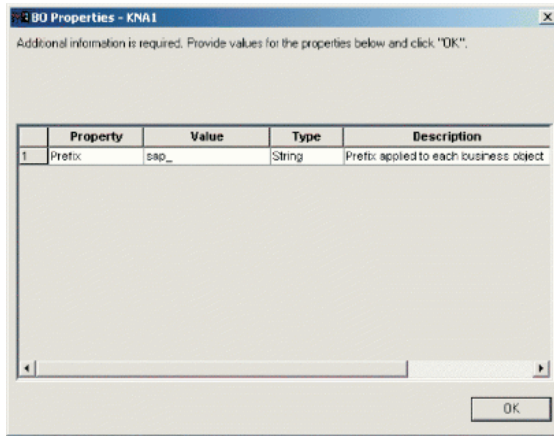 BO Properties - KNA1
Additional information is required. Provide values for the properties below and click "OK".
Property Value Type Description
1 Prefix sap_ String Prefix applied to each business object
OK